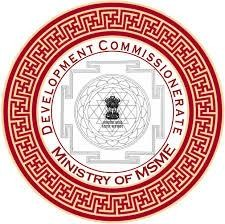 DEVELOPMENT COMMISSIONERATE
MINISTRY OF MSME